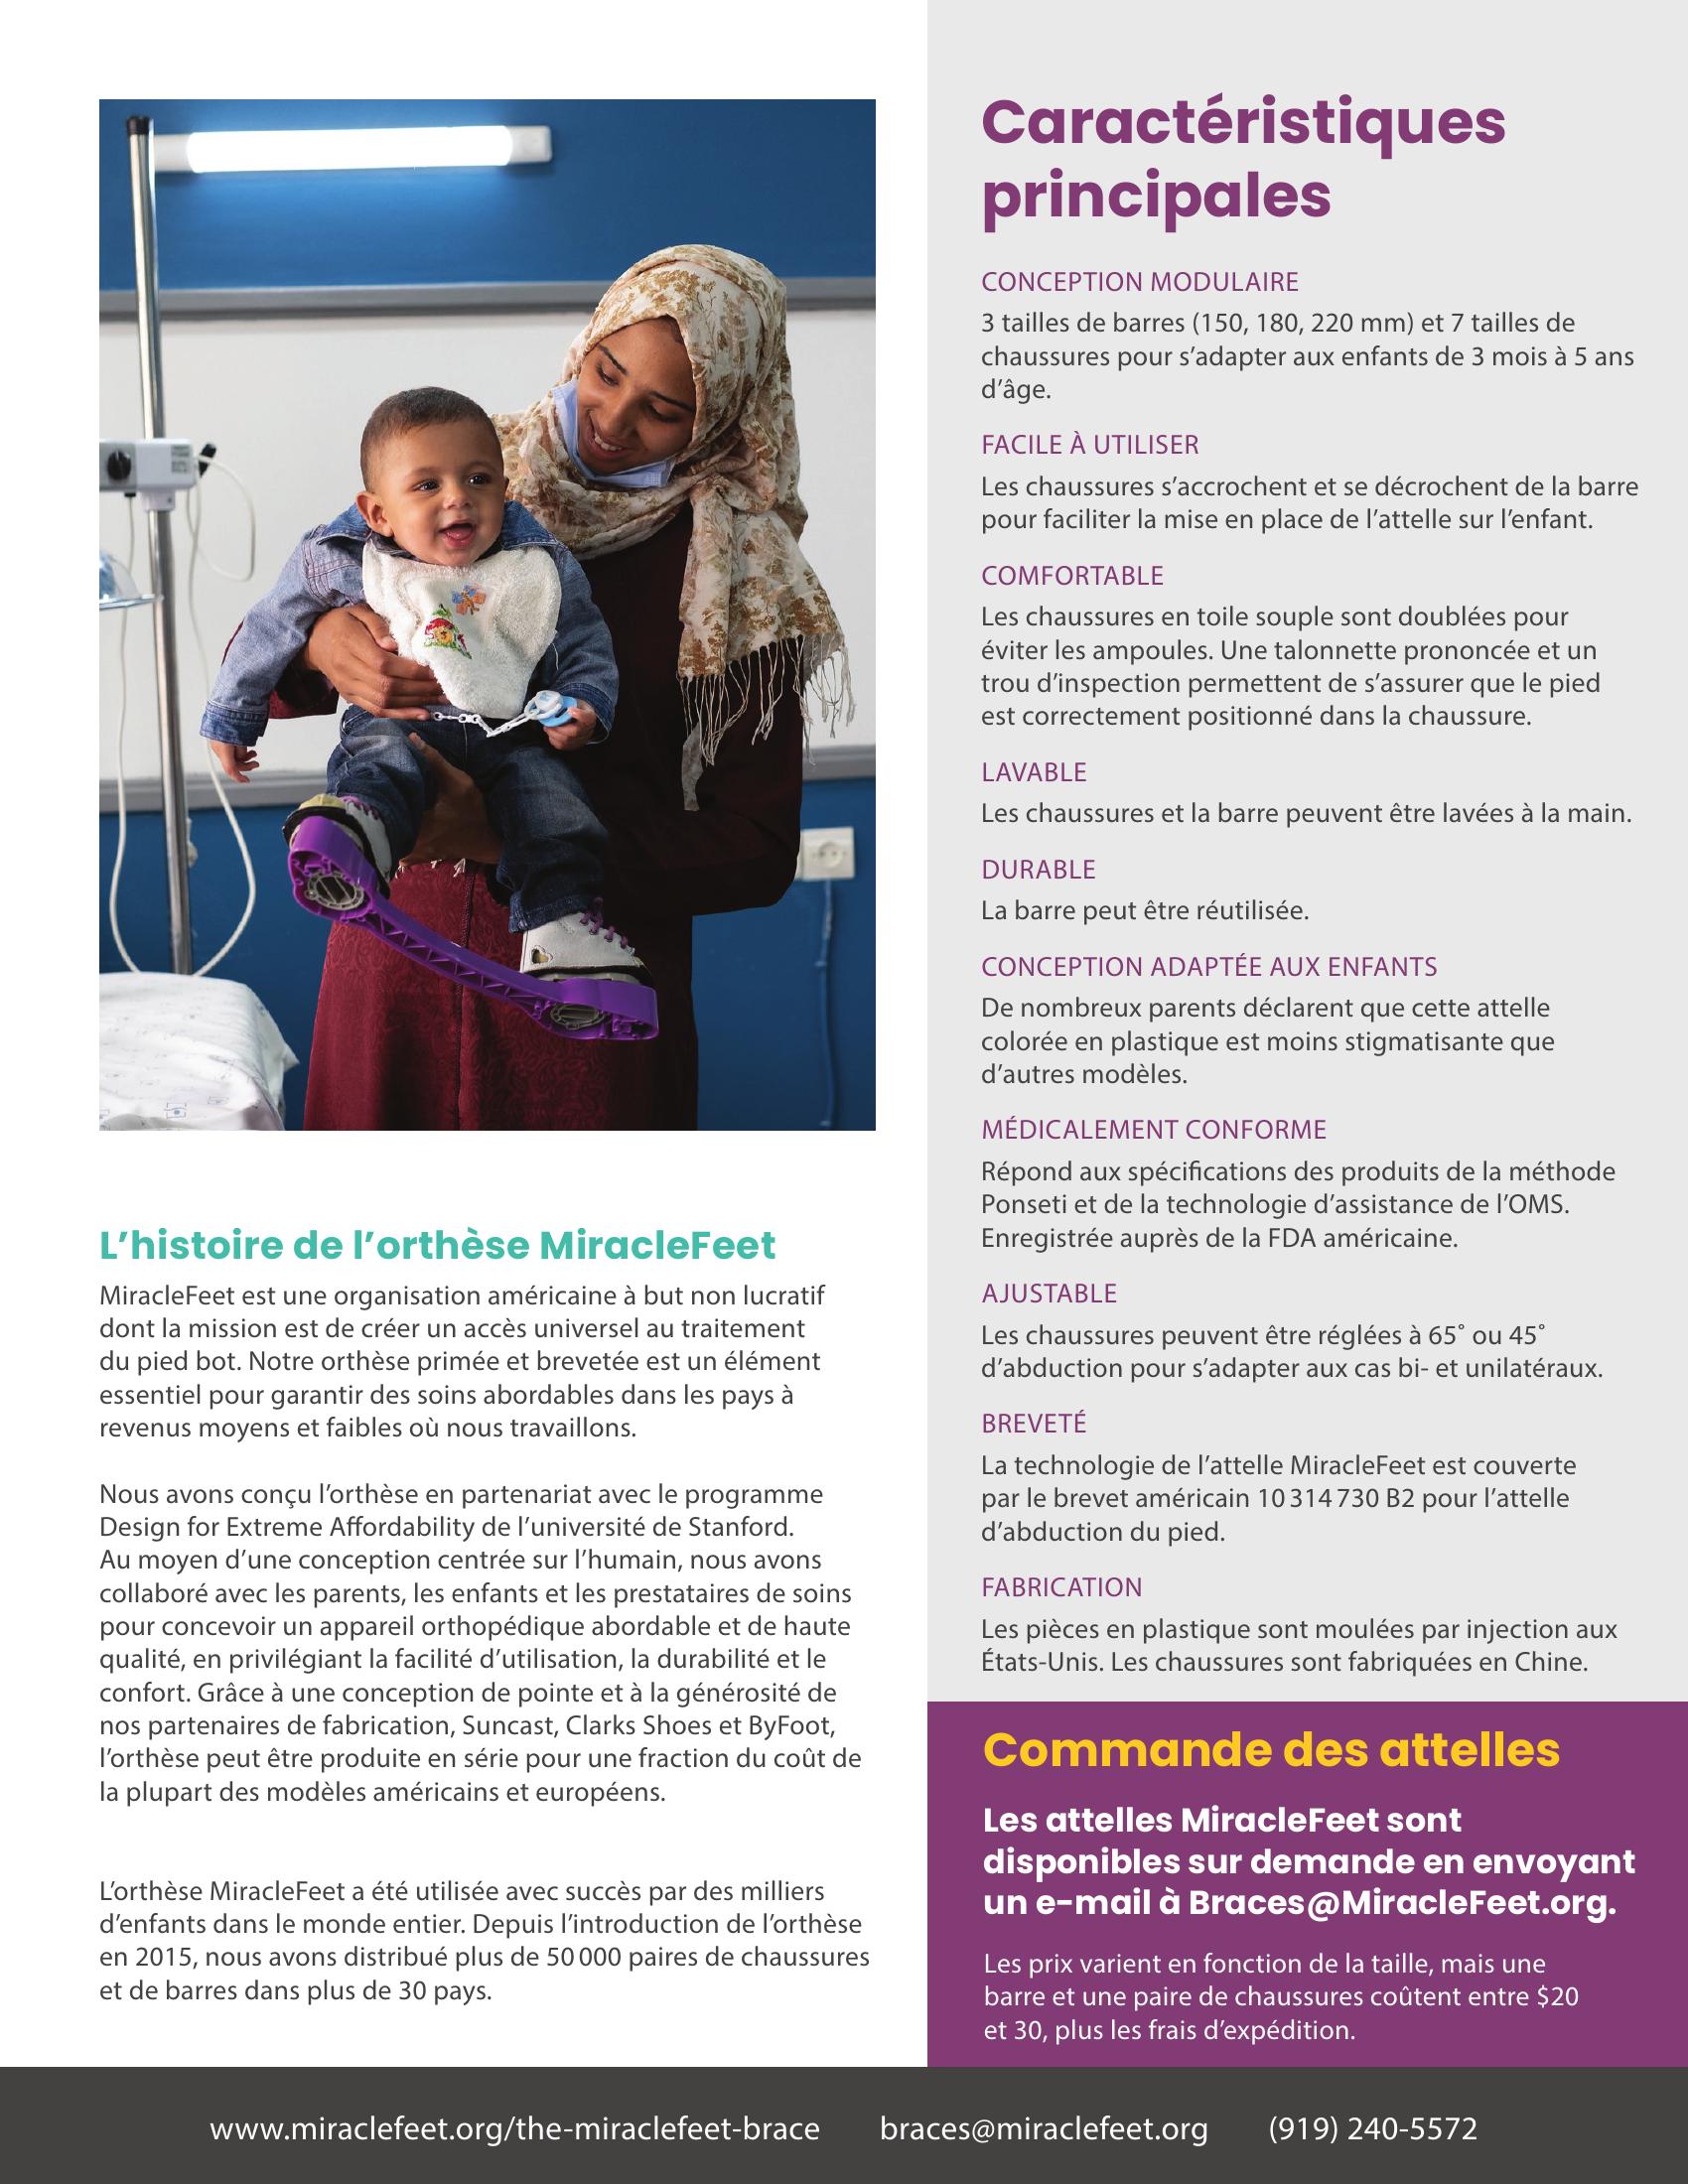 L’histoire de l’orthèse MiracleFeet
MiracleFeet est une organisation américaine à but non lucratif
dont la mission est de créer un accès universel au traitement
du pied bot. Notre orthèse primée et brevetée est un élément
essentiel pour garantir des soins abordables dans les pays à
revenus moyens et faibles où nous travaillons.
Nous avons conçu l’orthèse en partenariat avec le programme
Design for Extreme Affordability de l’université de Stanford.
Au moyen d’une conception centrée sur l’humain, nous avons
collaboré avec les parents, les enfants et les prestataires de soins
pour concevoir un appareil orthopédique abordable et de haute
qualité, en privilégiant la facilité d’utilisation, la durabilité et le
confort. Grâce à une conception de pointe et à la générosité de
nos partenaires de fabrication, Suncast, Clarks Shoes et ByFoot,
l’orthèse peut être produite en série pour une fraction du coût de
la plupart des modèles américains et européens.
L’orthèse MiracleFeet a été utilisée avec succès par des milliers
d’enfants dans le monde entier. Depuis l’introduction de l’orthèse
en 2015, nous avons distribué plus de 50 000 paires de chaussures
et de barres dans plus de 30 pays.
Caractéristiques
principales
CONCEPTION MODULAIRE
3 tailles de barres (150, 180, 220 mm) et 7 tailles de
chaussures pour s’adapter aux enfants de 3 mois à 5 ans
d’âge.
FACILE À UTILISER
Les chaussures s’accrochent et se décrochent de la barre
pour faciliter la mise en place de l’attelle sur l’enfant.
COMFORTABLE
Les chaussures en toile souple sont doublées pour
éviter les ampoules. Une talonnette prononcée et un
trou d’inspection permettent de s’assurer que le pied
est correctement positionné dans la chaussure.
LAVABLE
Les chaussures et la barre peuvent être lavées à la main.
DURABLE
La barre peut être réutilisée.
CONCEPTION ADAPTÉE AUX ENFANTS
De nombreux parents déclarent que cette attelle
colorée en plastique est moins stigmatisante que
d’autres modèles.
MÉDICALEMENT CONFORME
Répond aux spécifications des produits de la méthode
Ponseti et de la technologie d’assistance de l’OMS.
Enregistrée auprès de la FDA américaine.
AJUSTABLE
Les chaussures peuvent être réglées à 65˚ ou 45˚
d’abduction pour s’adapter aux cas bi- et unilatéraux.
BREVETÉ
La technologie de l’attelle MiracleFeet est couverte
par le brevet américain 10 314 730 B2 pour l’attelle
d’abduction du pied.
FABRICATION
Les pièces en plastique sont moulées par injection aux
États-Unis. Les chaussures sont fabriquées en Chine.
Commande des attelles
Les attelles MiracleFeet sont
disponibles sur demande en envoyant
un e-mail à Braces@MiracleFeet.org.
Les prix varient en fonction de la taille, mais une
barre et une paire de chaussures coûtent entre $20
et 30, plus les frais d’expédition.
www.miraclefeet.org/the-miraclefeet-brace braces@miraclefeet.org (919) 240-5572